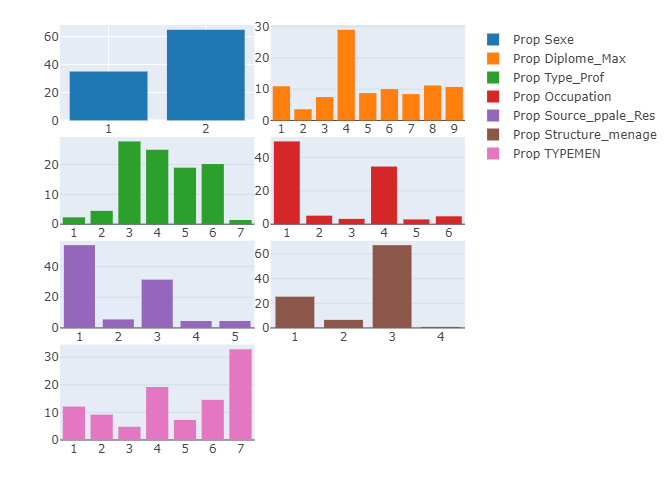 60
40
20
0
1 2
30
20
10
0
1 2 3 4 5 6 7 8 9
Prop Sexe
Prop Diplome_Max
Prop Type_Prof
Prop Occupation
Prop Source_ppale_Res
Prop Structure_menage
Prop TYPEMEN
20
10
0
1 2 3 4 5 6 7
40
20
0
1 2 3 4 5 6
40
20
0
1 2 3 4 5
60
40
20
0
1 2 3 4
30
20
10
0
1 2 3 4 5 6 7